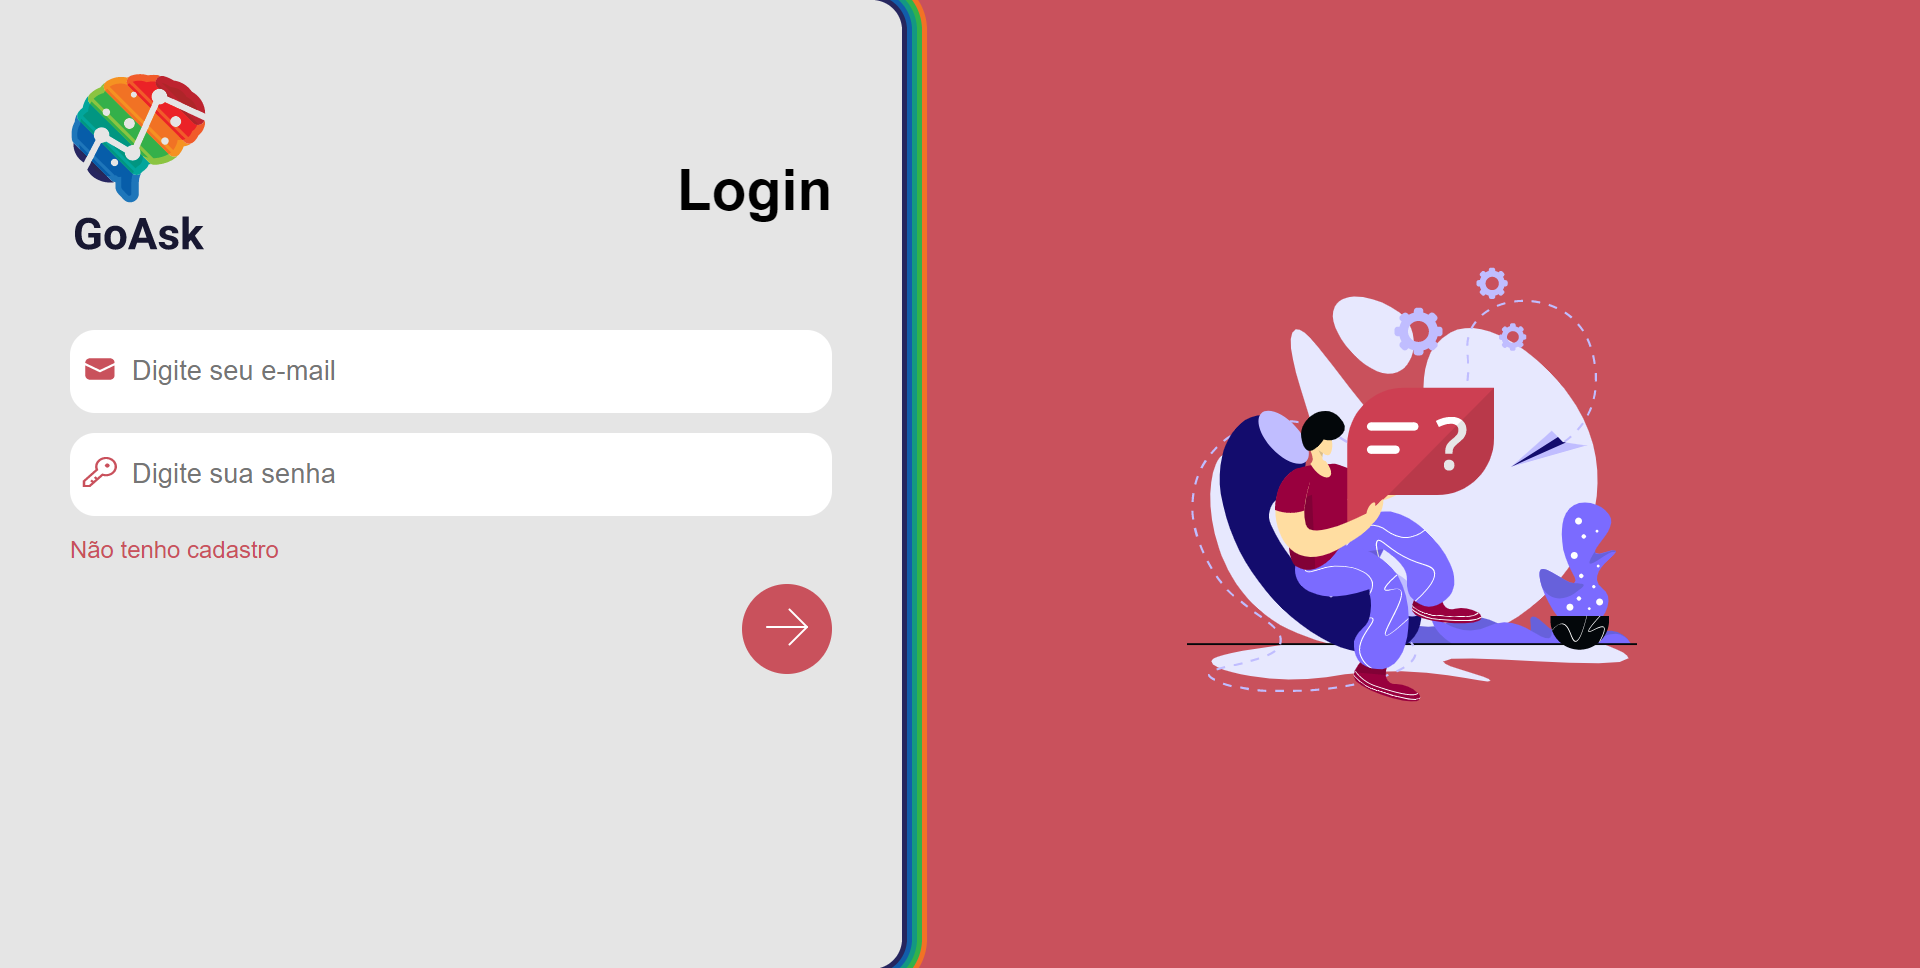 GoAsk
Login
Digite seu e-mail
Digite sua senha
Não tenho cadastro
?